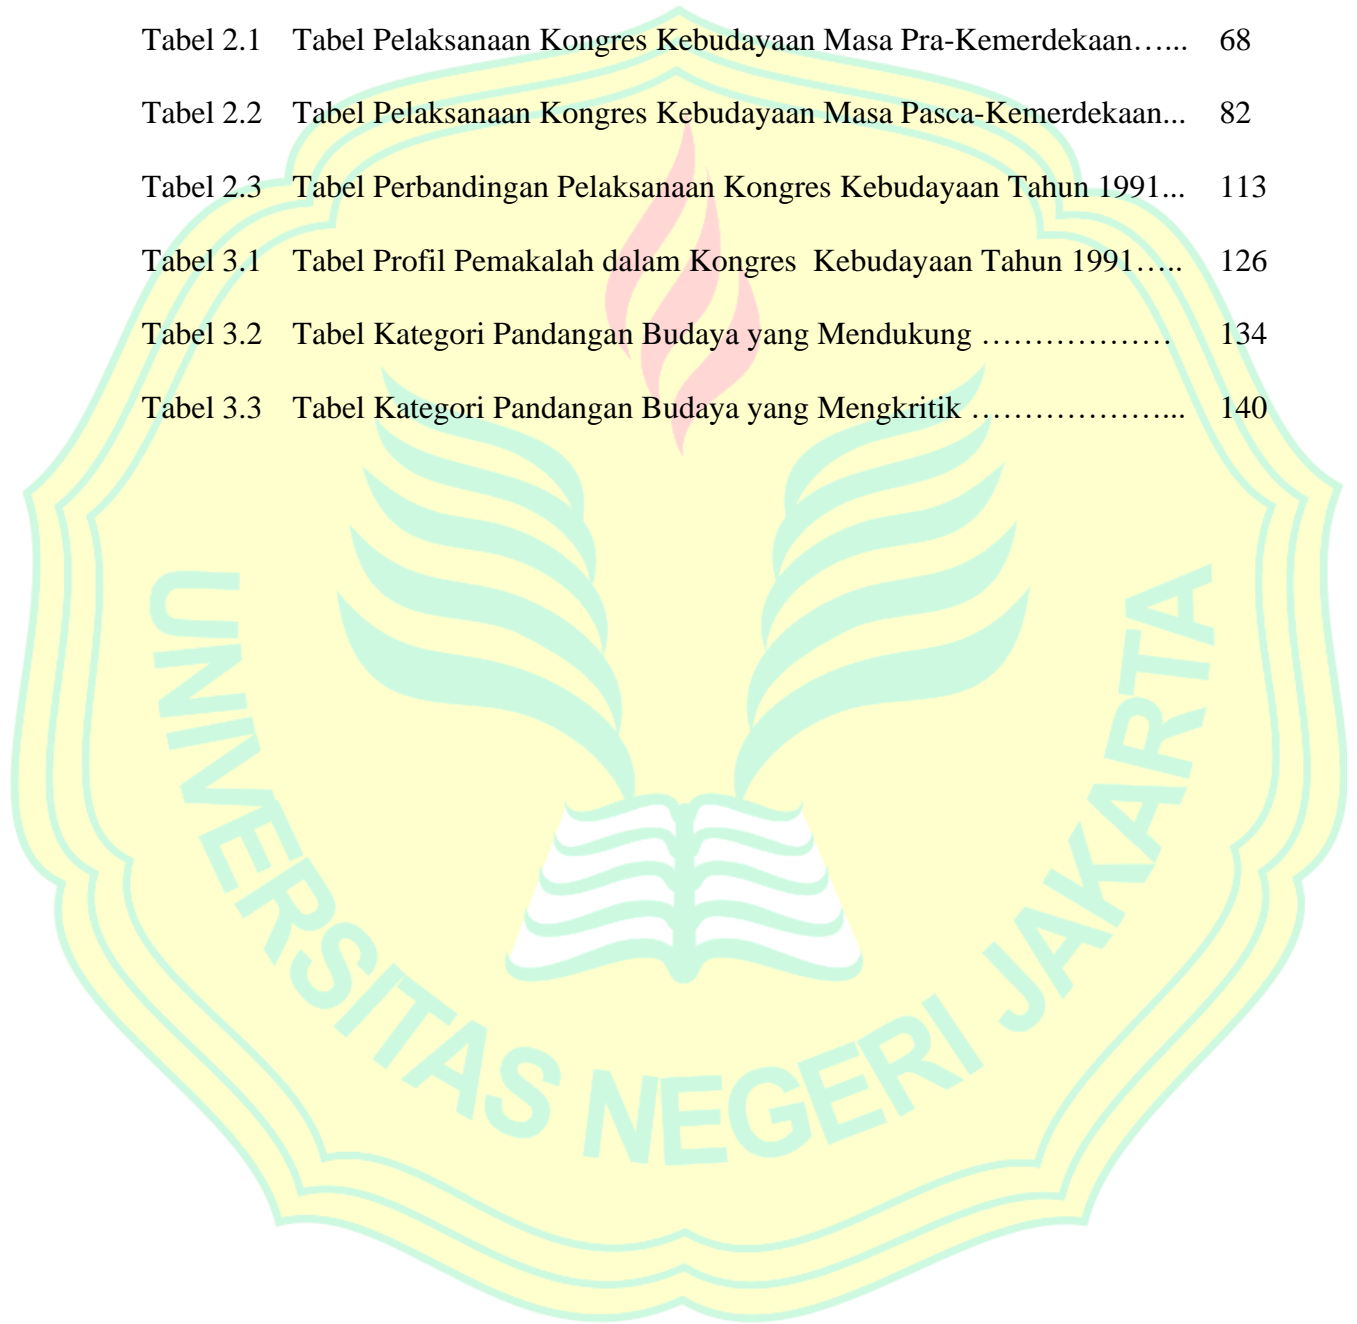 Tabel 2.1 Tabel Pelaksanaan Kongres Kebudayaan Masa Pra-Kemerdekaan…... 68
Tabel 2.2 Tabel Pelaksanaan Kongres Kebudayaan Masa Pasca-Kemerdekaan... 82
Tabel 2.3 Tabel Perbandingan Pelaksanaan Kongres Kebudayaan Tahun 1991... 113
Tabel 3.1 Tabel Profil Pemakalah dalam Kongres Kebudayaan Tahun 1991….. 126
Tabel 3.2 Tabel Kategori Pandangan Budaya yang Mendukung ……………… 134
Tabel 3.3 Tabel Kategori Pandangan Budaya yang Mengkritik ………………... 140
UNIVERSITAS NEGERI JAKARTA